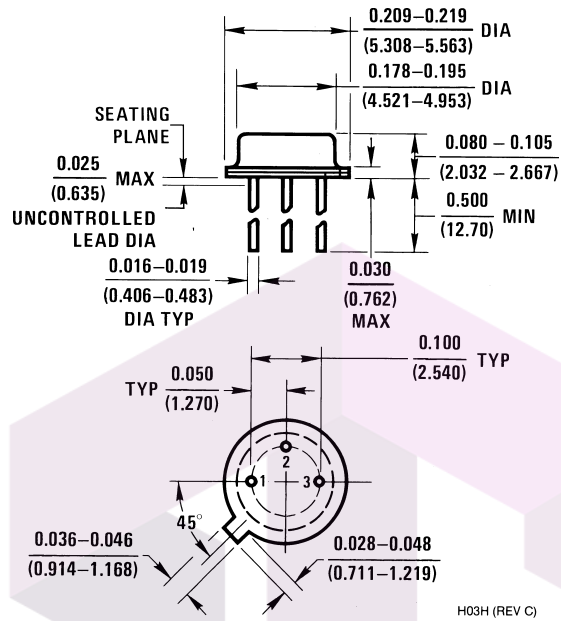 0.209–0.219 DIA
(5.308–5.563)
0.178–0.195 DIA
(4.521–4.953)
SEATING
PLANE
0.080 – 0.105
(2.032 – 2.667)
0.025 MAX
(0.635)
0.500 MIN
(12.70)
UNCONTROLLED
LEAD DIA
0.016–0.019
(0.406–0.483)
DIA TYP
0.030
(0.762)
MAX
0.100 TYP
(2.540)
TYP 0.050
(1.270)
2
1
3
45°
0.036–0.046
(0.914–1.168)
0.028–0.048
(0.711–1.219)
H03H (REV C)